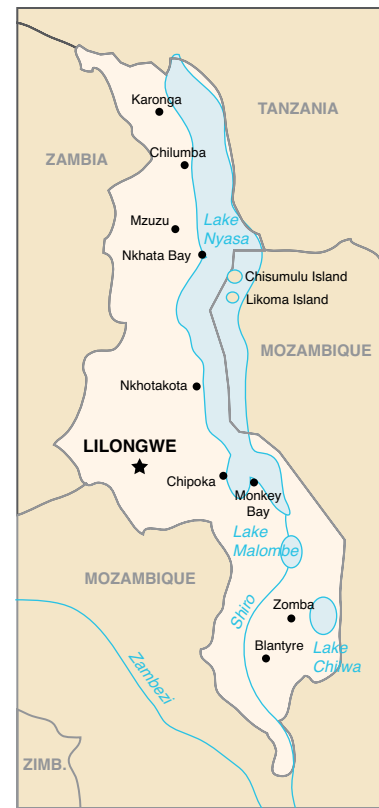 Karonga
TANZANIA
ZAMBIA
Chilumba
Mzuzu
Lake
Nyasa
Nkhata Bay
Chisumulu Island
Likoma Island
MOZAMBIQUE
Nkhotakota
LILONGWE
Chipoka
Monkey
Bay
Lake
Malombe
MOZAMBIQUE
Shiro
Zomba
Blantyre
Lake
Chilwa
Zambezi
ZIMB.